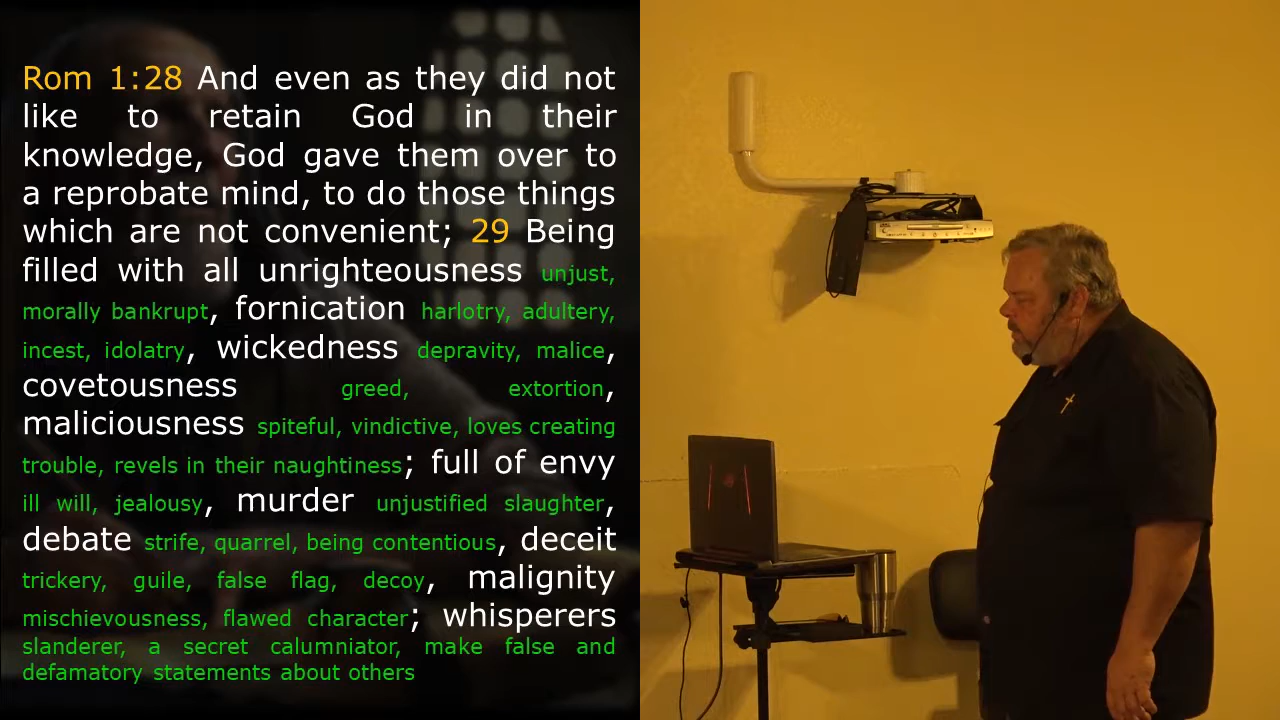 Rom 1:28 And even as they did not
like to retain God in their
knowledge, God gave them over to
a reprobate mind, to do those things
which are not convenient; 29 Being
filled with all unrighteousness unjust,
morally bankrupt, fornication harlotry, adultery,
incest, idolatry, wickedness depravity, malice,
covetousness greed, extortion,
maliciousness spiteful, vindictive, loves creating
trouble, revels in their naughtiness; full of envy
ill will, jealousy, murder unjustified slaughter,
debate strife, quarrel, being contentious, deceit
trickery, guile, false flag, decoy, malignity
mischievousness, flawed character; whisperers
slanderer, a secret calumniator, make false and
defamatory statements about others